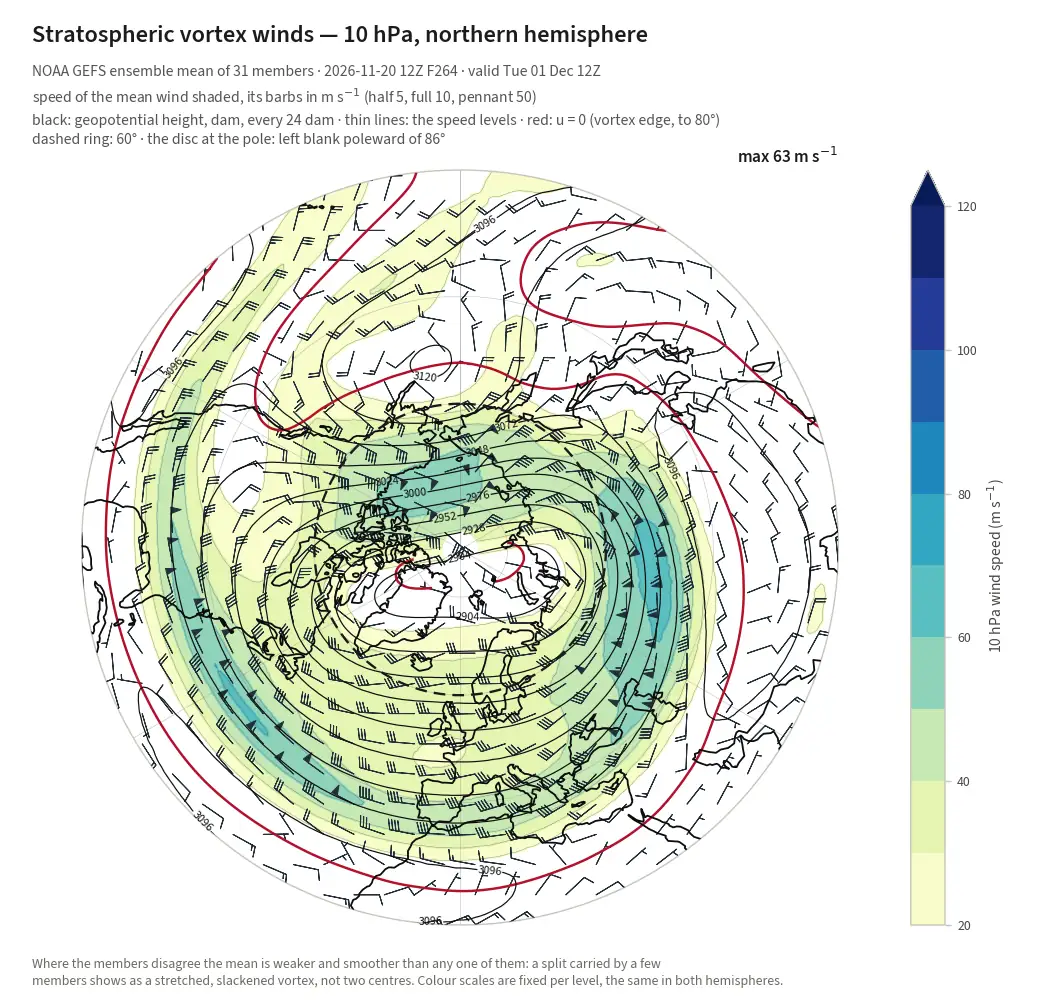 Stratospheric vortex winds — 10 hPa, northern hemisphere
NOAA GEFS ensemble mean of 31 members · 2026-11-20 12Z F264 · valid Tue 01 Dec 12Z
speed of the mean wind shaded, its barbs in m s⁻¹ (half 5, full 10, pennant 50)
black: geopotential height, dam, every 24 dam · thin lines: the speed levels · red: u = 0 (vortex edge, to 80°)
dashed ring: 60° · the disc at the pole: left blank poleward of 86°
max 63 m s⁻¹
120
100
80
60
40
20
10 hPa wind speed (m s⁻¹)
3096
3096
3120
3072
3048
3096
3024
3000
2976
2952
2928
2904
3096
3096
3096
Where the members disagree the mean is weaker and smoother than any one of them: a split carried by a few
members shows as a stretched, slackened vortex, not two centres. Colour scales are fixed per level, the same in both hemispheres.